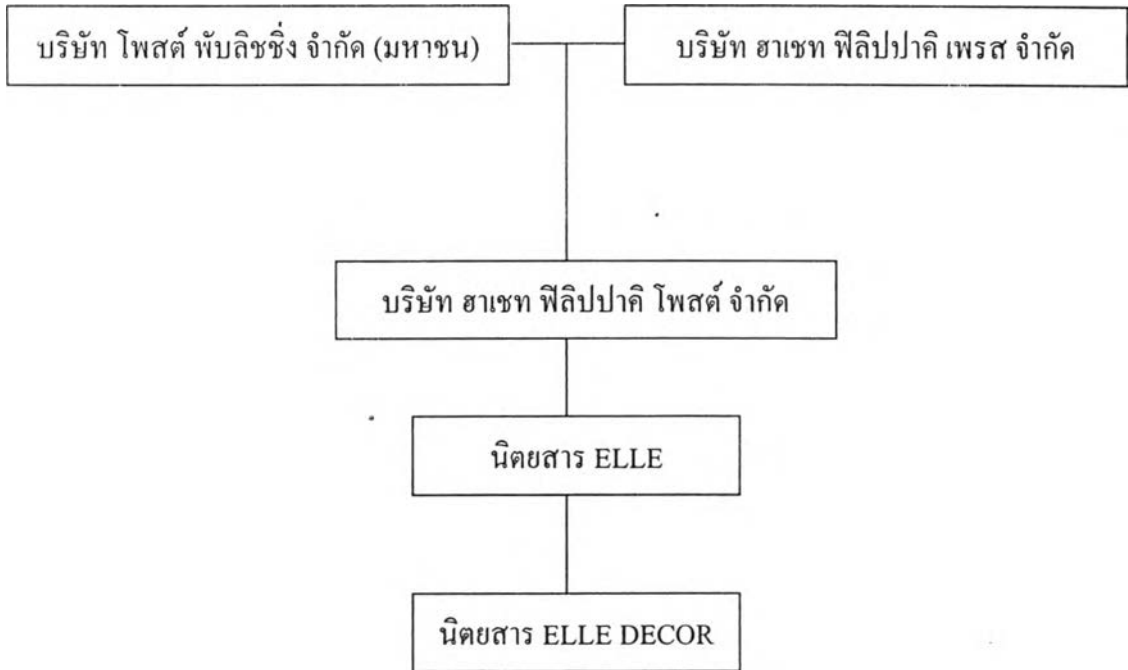 บริษัท โพสต์ พับลิชชิ่ง จำกัด (มหาชน)
บริษัท ฮาเชท ฟิลิปปาคิ เพรส จำกัด
บริษัท ฮาเชท ฟิลิปปาคิ โพสต์ จำกัด
นิตยสาร ELLE
นิตยสาร ELLE DECOR